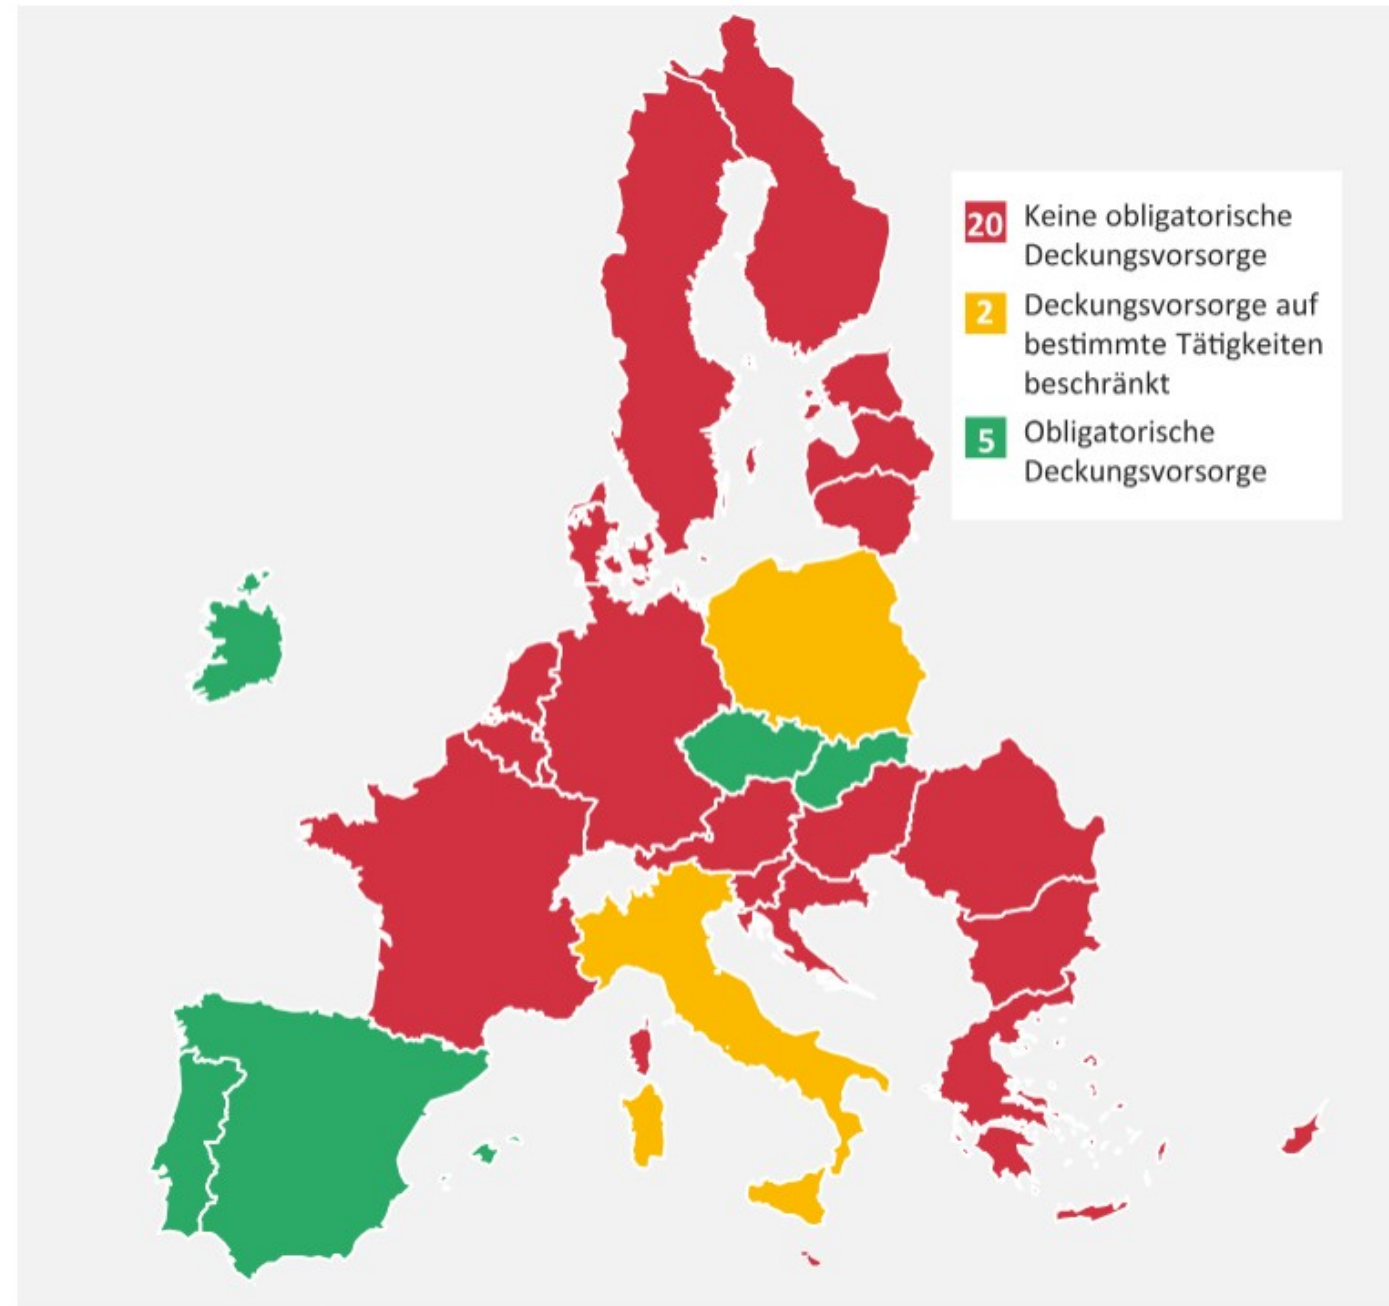 20 Keine obligatorische
Deckungsvorsorge
2 Deckungsvorsorge auf
bestimmte Tätigkeiten
beschränkt
5 Obligatorische
Deckungsvorsorge